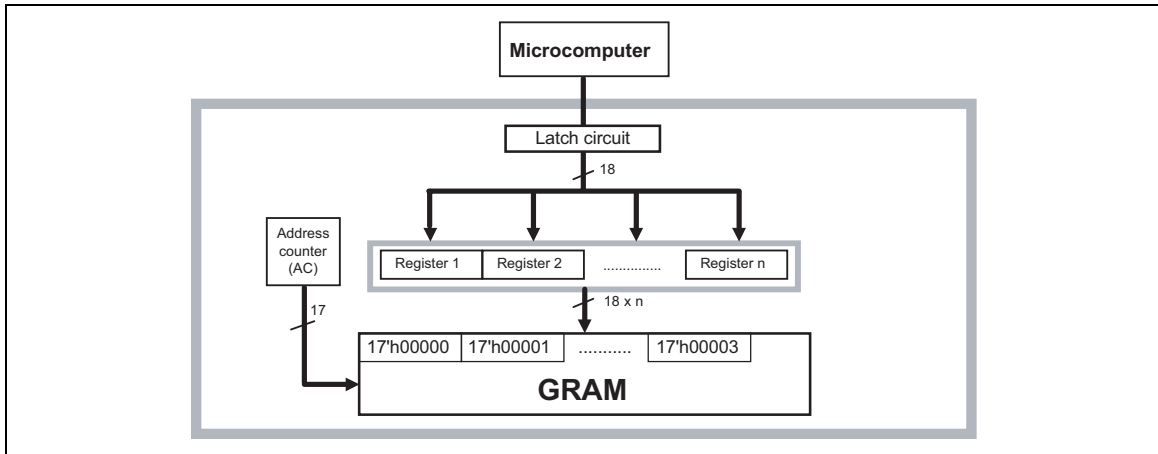 Microcomputer
Latch circuit
18
Address
counter
(AC)
Register 1 Register 2 ............... Register n
17
18 x n
17'h00000 17'h00001 ........... 17'h00003
GRAM